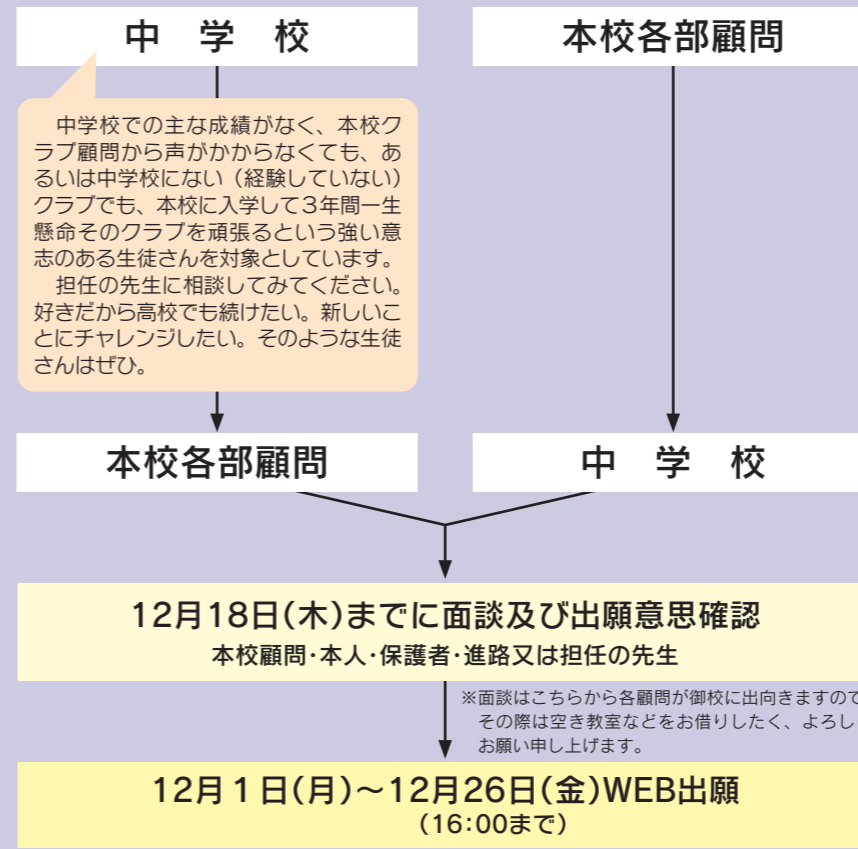 中　学　校
本校各部顧問
　中学校での主な成績がなく、本校ク
ラブ顧問から声がかからなくても、あ
るいは中学校にない（経験していない）
クラブでも、本校に入学して３年間一生
懸命そのクラブを頑張るという強い意
志のある生徒さんを対象としています。
　担任の先生に相談してみてください。
好きだから高校でも続けたい。新しいこ
とにチャレンジしたい。そのような生徒
さんはぜひ。
本校各部顧問
中　学　校
12月18日(木)までに面談及び出願意思確認
本校顧問・本人・保護者・進路又は担任の先生
※面談はこちらから各顧問が御校に出向きますので
その際は空き教室などをお借りしたく、よろし
お願い申し上げます。
12月１日(月)～12月26日(金)WEB出願
(16:00まで)